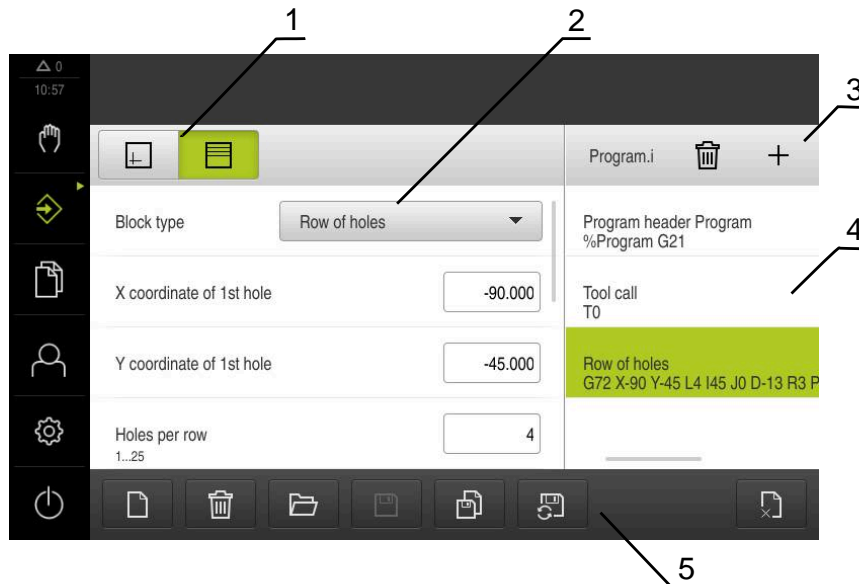 1
2
3
△ 0
10:57
Program.i
Block type
Row of holes
Program header Program
%Program G21
4
X coordinate of 1st hole
-90.000
Tool call
T0
Y coordinate of 1st hole
-45.000
Row of holes
G72 X-90 Y-45 L4 I45 J0 D-13 R3 P
Holes per row
1...25
4
5